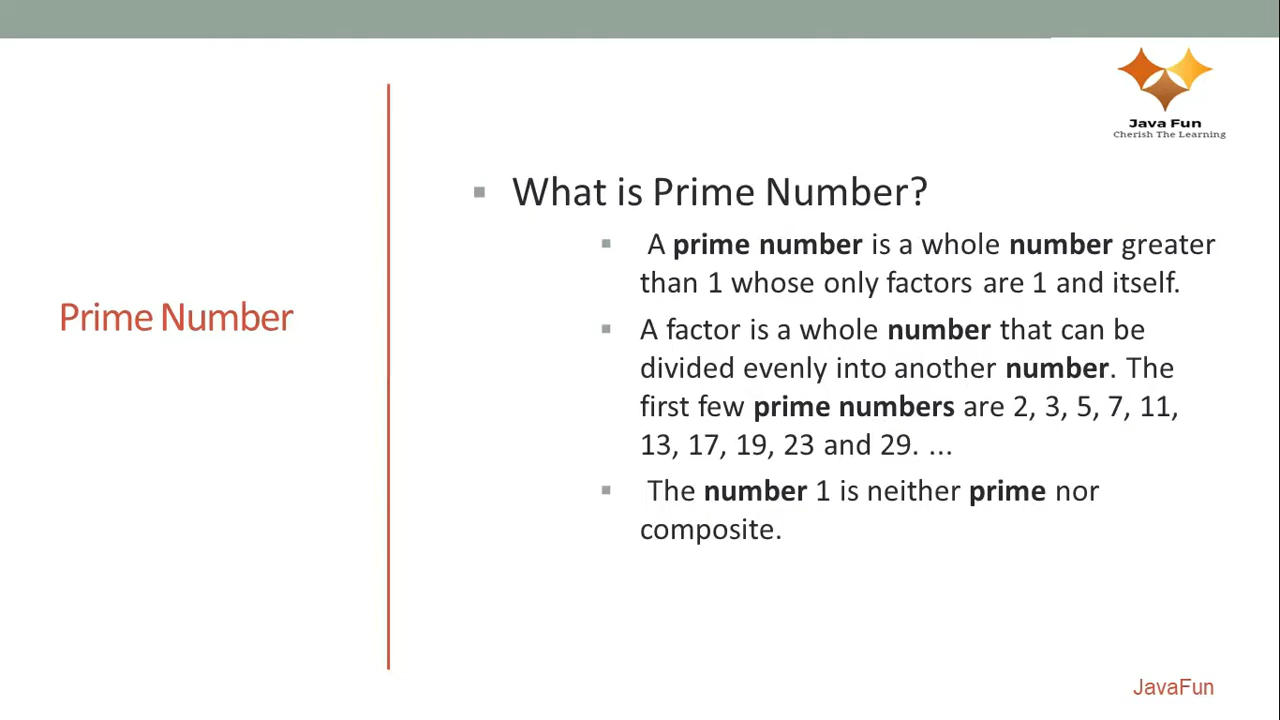 Java Fun
Cherish The Learning
Prime Number
▪ What is Prime Number?
▪ A prime number is a whole number greater
than 1 whose only factors are 1 and itself.
▪ A factor is a whole number that can be
divided evenly into another number. The
first few prime numbers are 2, 3, 5, 7, 11,
13, 17, 19, 23 and 29. ...
▪ The number 1 is neither prime nor
composite.
JavaFun